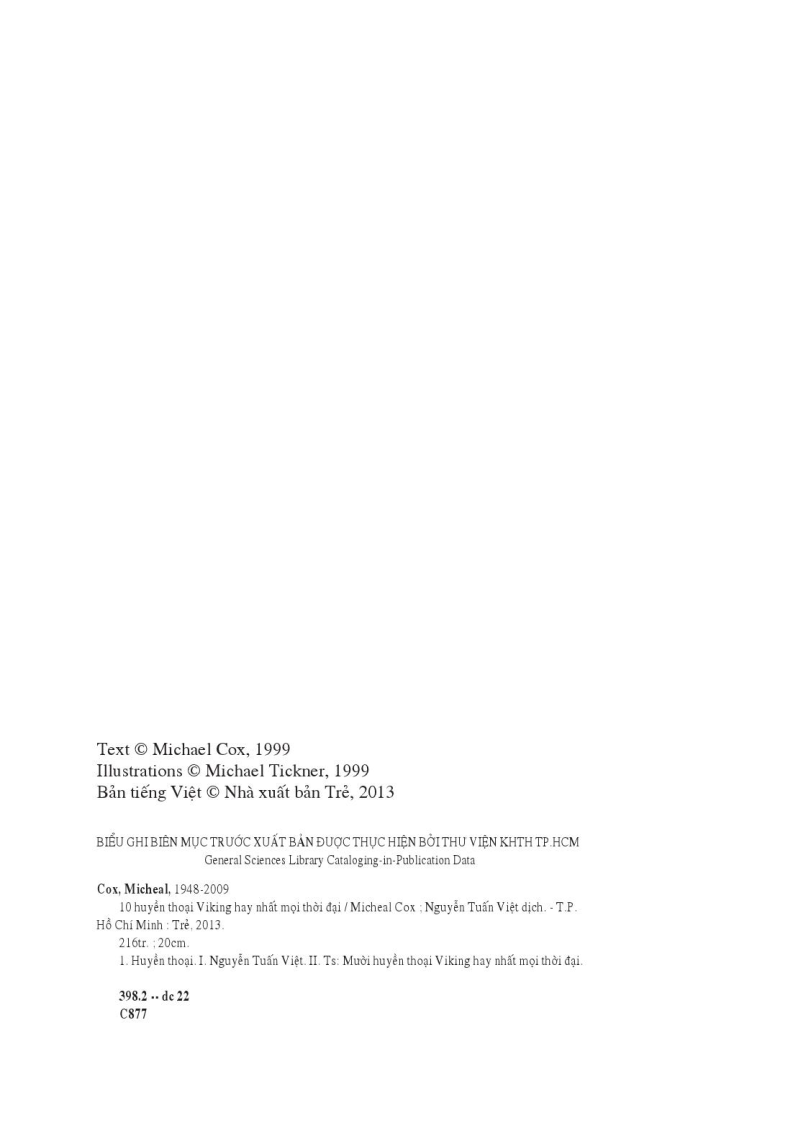 Text © Michael Cox, 1999
Illustrations © Michael Tickner, 1999
Bản tiếng Việt © Nhà xuất bản Trẻ, 2013
BIỂU GHI BIÊN MỤC TRƯỚC XUẤT BẢN ĐƯỢC THỰC HIỆN BỞI THƯ VIỆN KHTH TP.HCM
General Sciences Library Cataloging-in-Publication Data
Cox, Micheal, 1948-2009
10 huyền thoại Viking hay nhất mọi thời đại / Micheal Cox ; Nguyễn Tuấn Việt dịch. - T.P.
Hồ Chí Minh : Trẻ, 2013.
216tr. ; 20cm.
1. Huyền thoại. I. Nguyễn Tuấn Việt. II. Ts: Mười huyền thoại Viking hay nhất mọi thời đại.
398.2 -- dc 22
C877